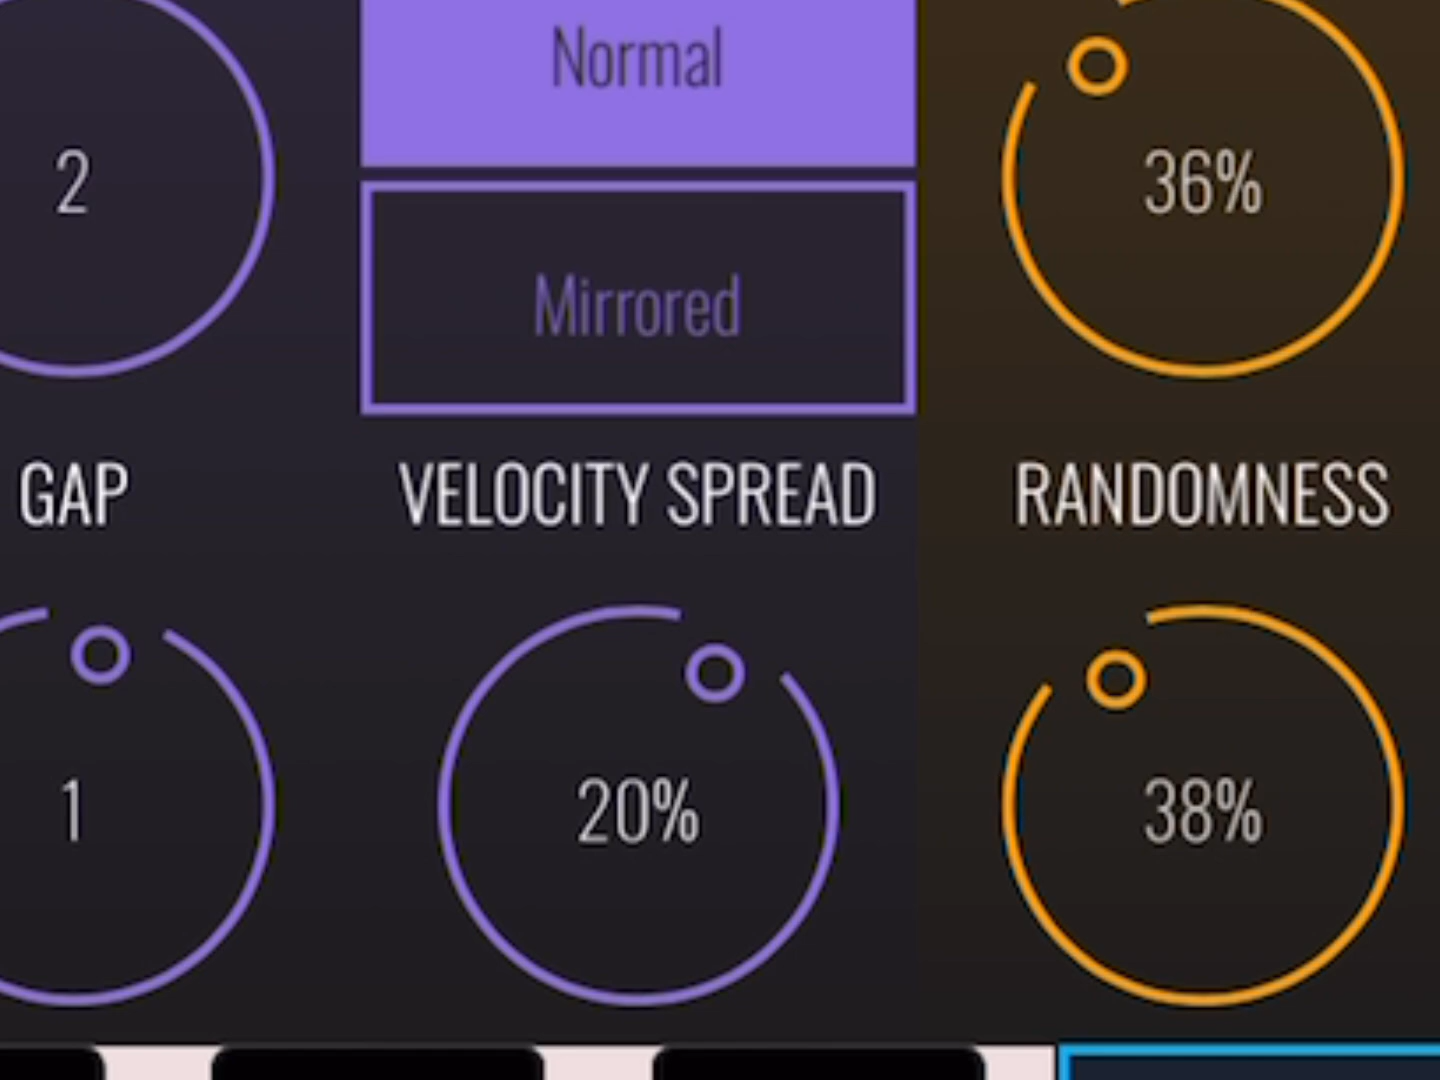 Normal
2
36%
Mirrored
GAP
VELOCITY SPREAD
RANDOMNESS
1
20%
38%